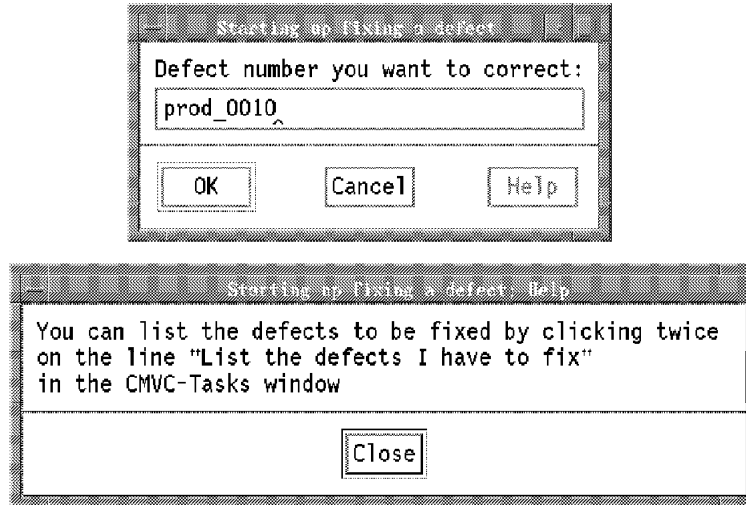 Starting up fixing a defect
Defect number you want to correct:
prod_0010
OK
Cancel
Help
Starting up fixing a defect: Help
You can list the defects to be fixed by clicking twice
on the line "List the defects I have to fix"
in the CMVC-Tasks window
Close